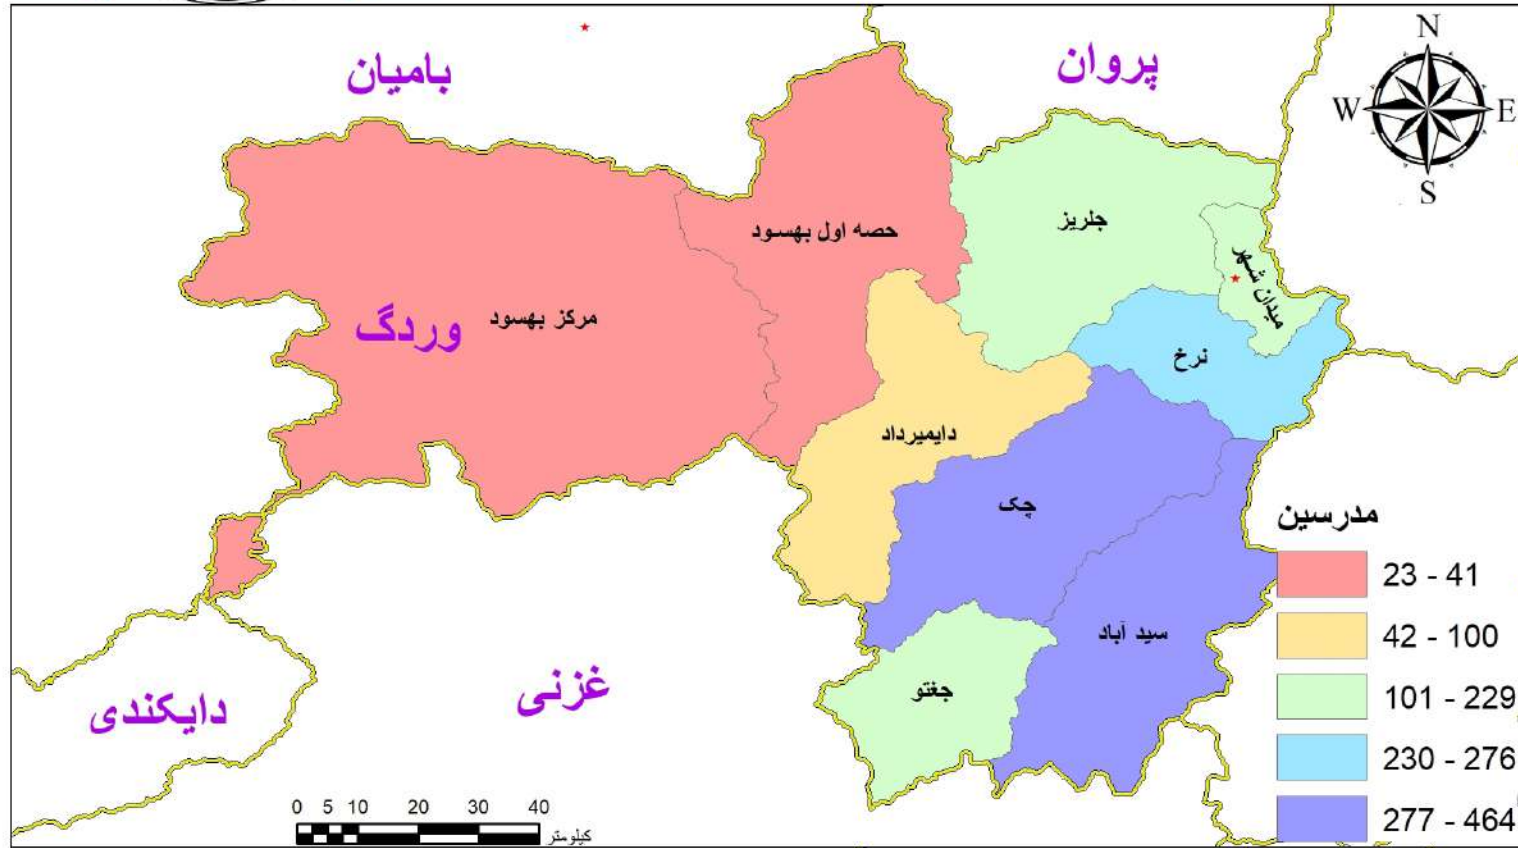 N
بامیان
پروان
W
E
S
جلریز
حصه اول بهسود
میدان شهر
وردگ
مرکز بهسود
نرخ
دایمیرداد
چک
مدرسین
23 - 41
سید آباد
42 - 100
غزنی
جغتو
101 - 229
دایکندی
230 - 276
0 5 10 20 30 40
کیلومتر
277 - 464